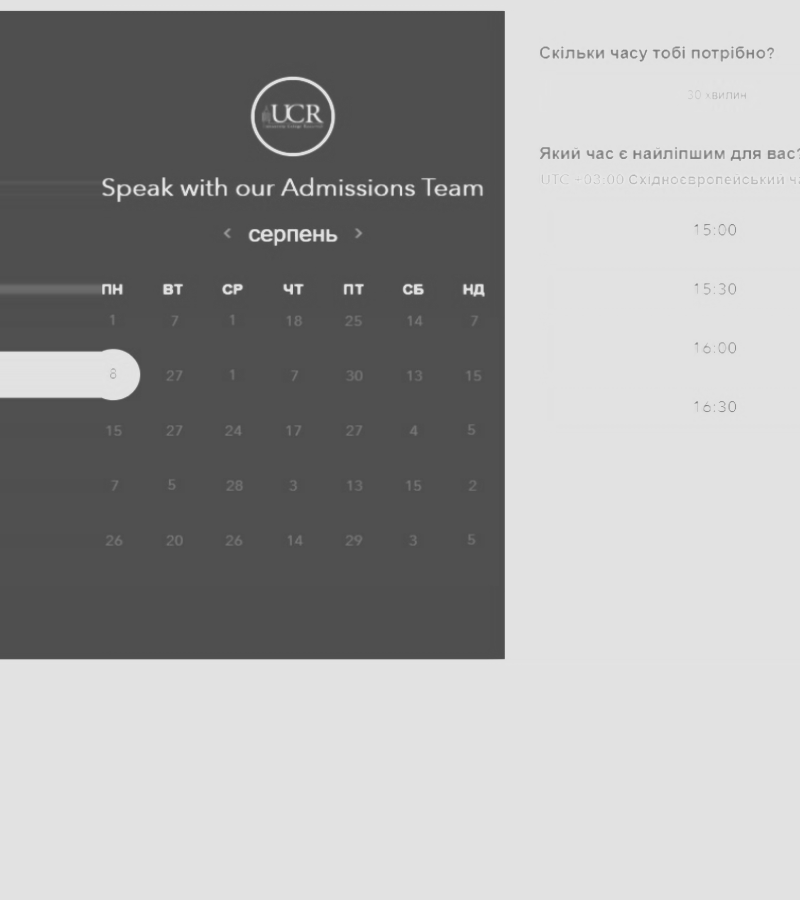 UCR
Speak with our Admissions Team
‹ серпень ›
ПН ВТ СР ЧТ ПТ СБ НД
1 7 1 18 25 14 7
8 27 1 7 30 13 15
15 27 24 17 27 4 5
7 5 28 3 13 15 2
26 20 26 14 29 3 5
Скільки часу тобі потрібно?
30 хвилин
Який час є найліпшим для вас?
UTC +03:00 Східноєвропейський ча
15:00
15:30
16:00
16:30